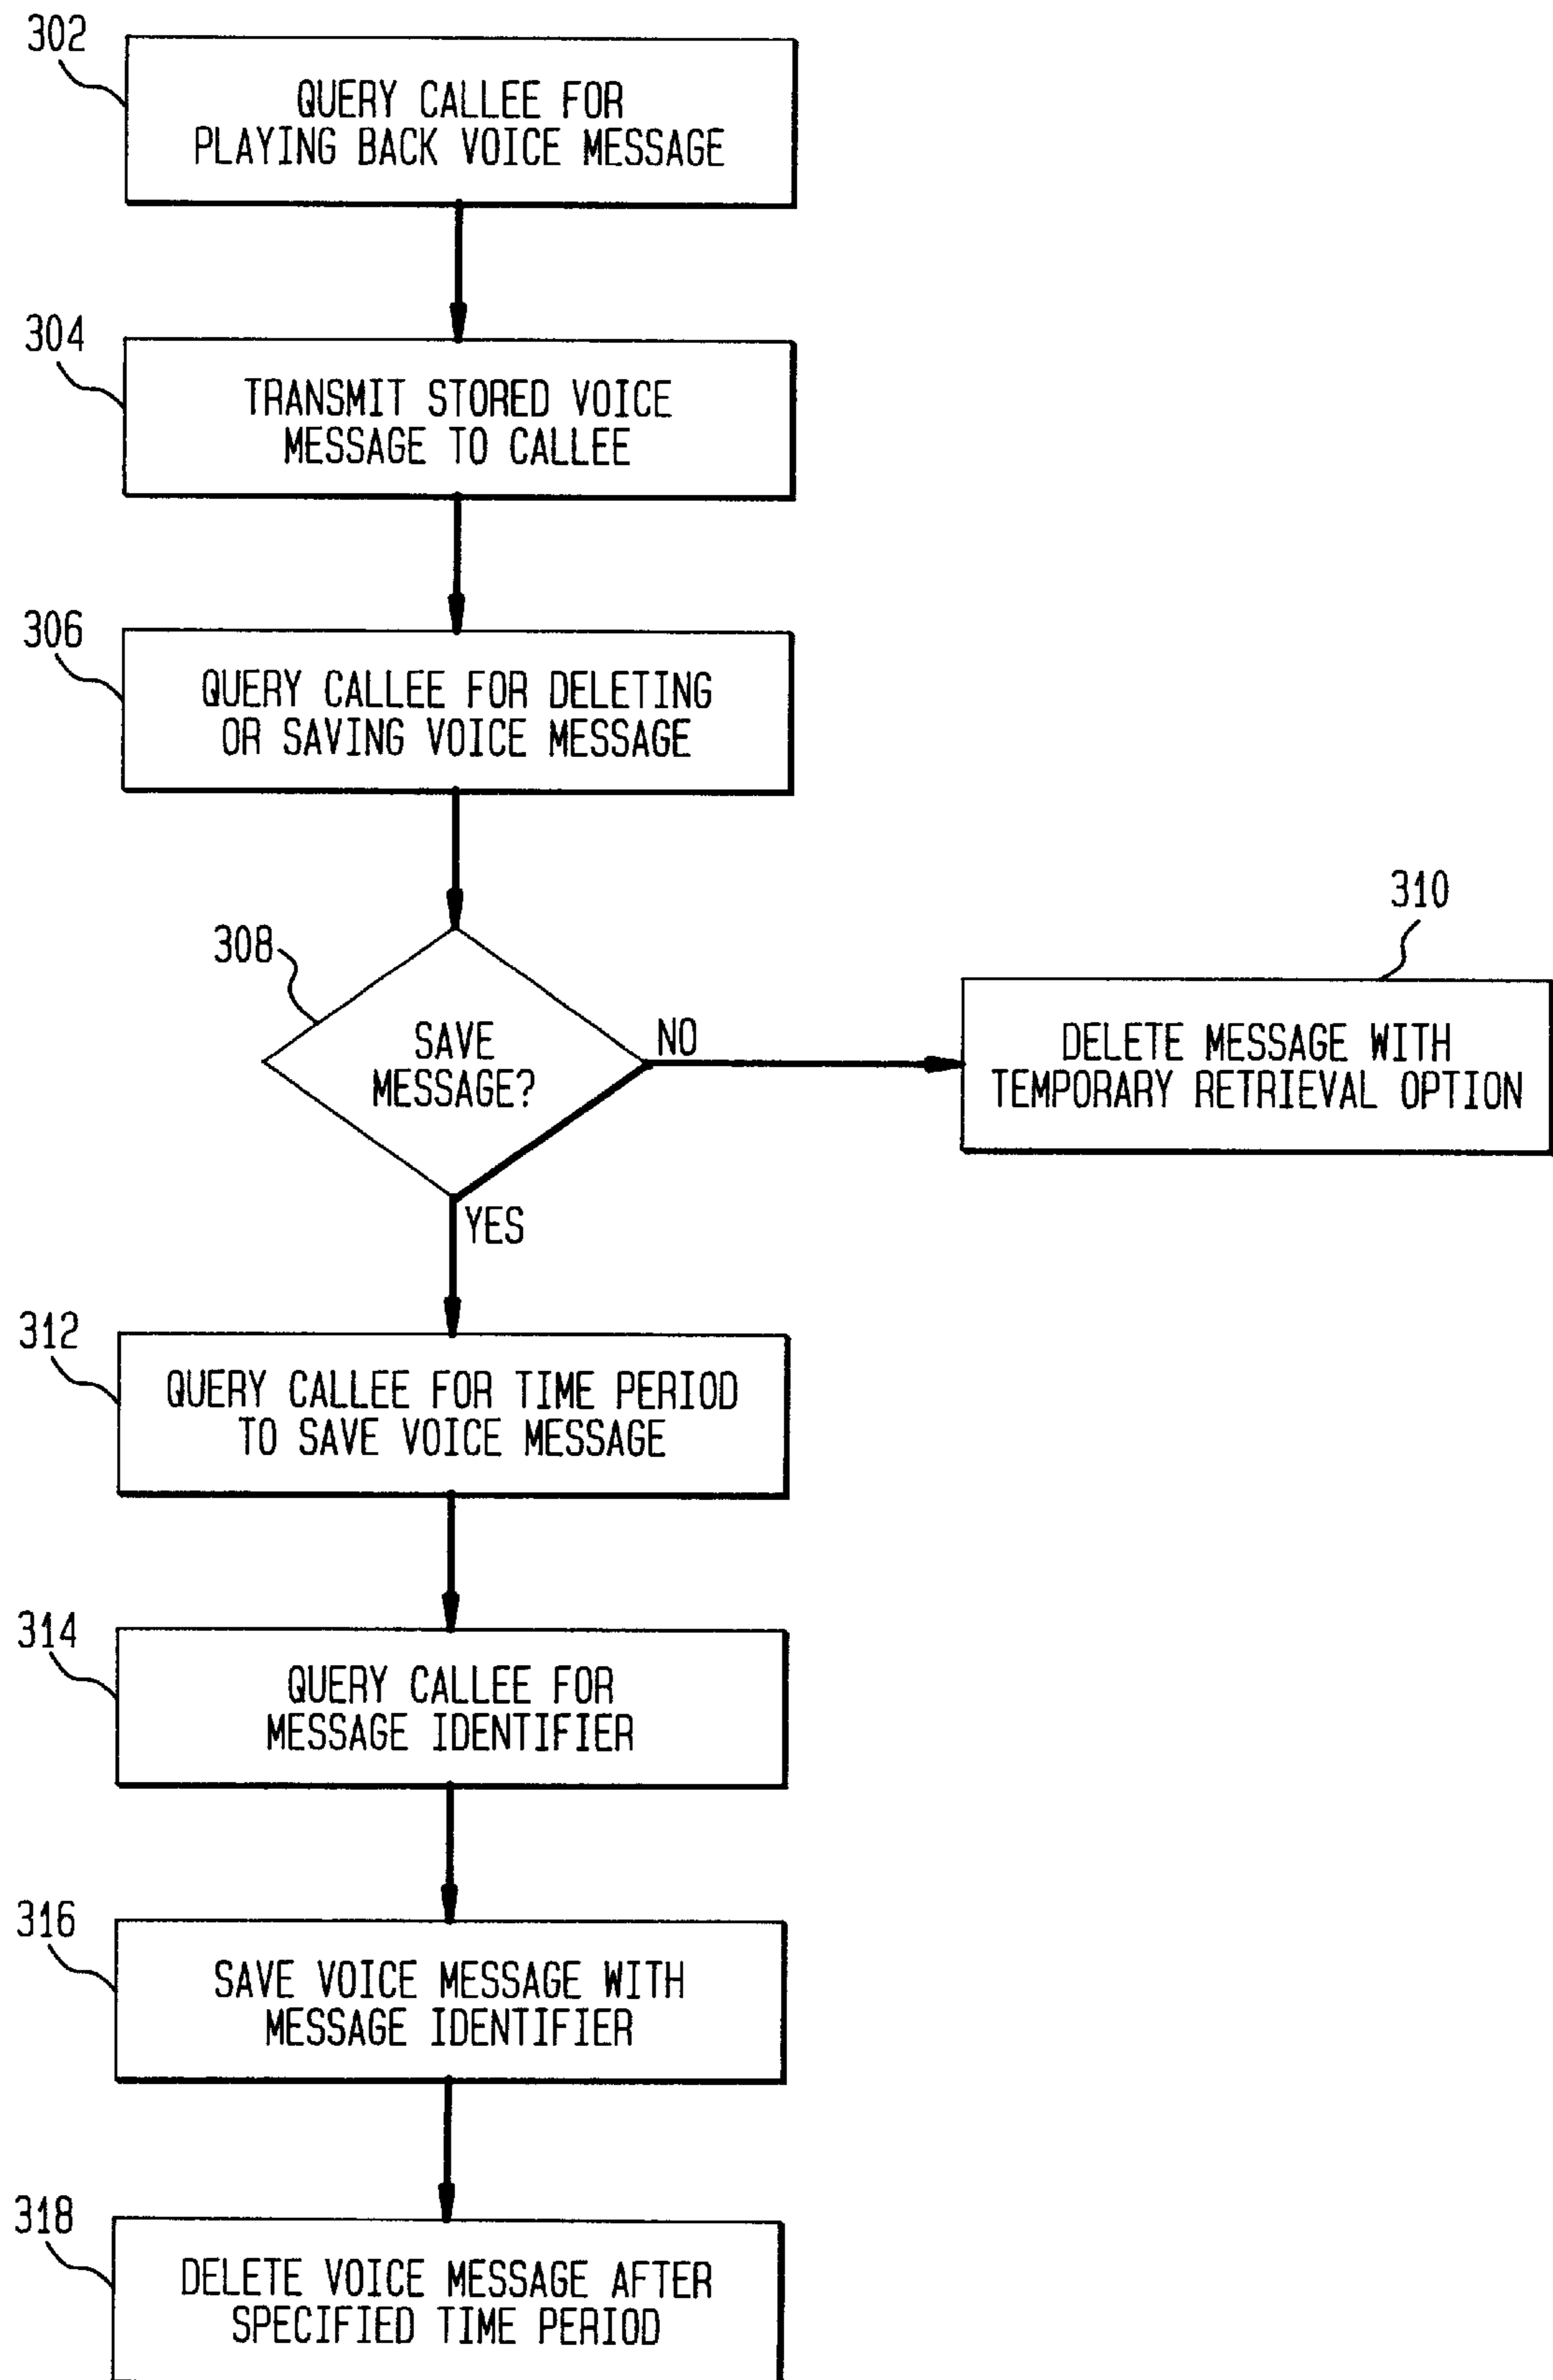 302
QUERY CALLEE FOR
PLAYING BACK VOICE MESSAGE
304
TRANSMIT STORED VOICE
MESSAGE TO CALLEE
306
QUERY CALLEE FOR DELETING
OR SAVING VOICE MESSAGE
308
SAVE
MESSAGE?
NO
310
DELETE MESSAGE WITH
TEMPORARY RETRIEVAL OPTION
YES
312
QUERY CALLEE FOR TIME PERIOD
TO SAVE VOICE MESSAGE
314
QUERY CALLEE FOR
MESSAGE IDENTIFIER
316
SAVE VOICE MESSAGE WITH
MESSAGE IDENTIFIER
318
DELETE VOICE MESSAGE AFTER
SPECIFIED TIME PERIOD